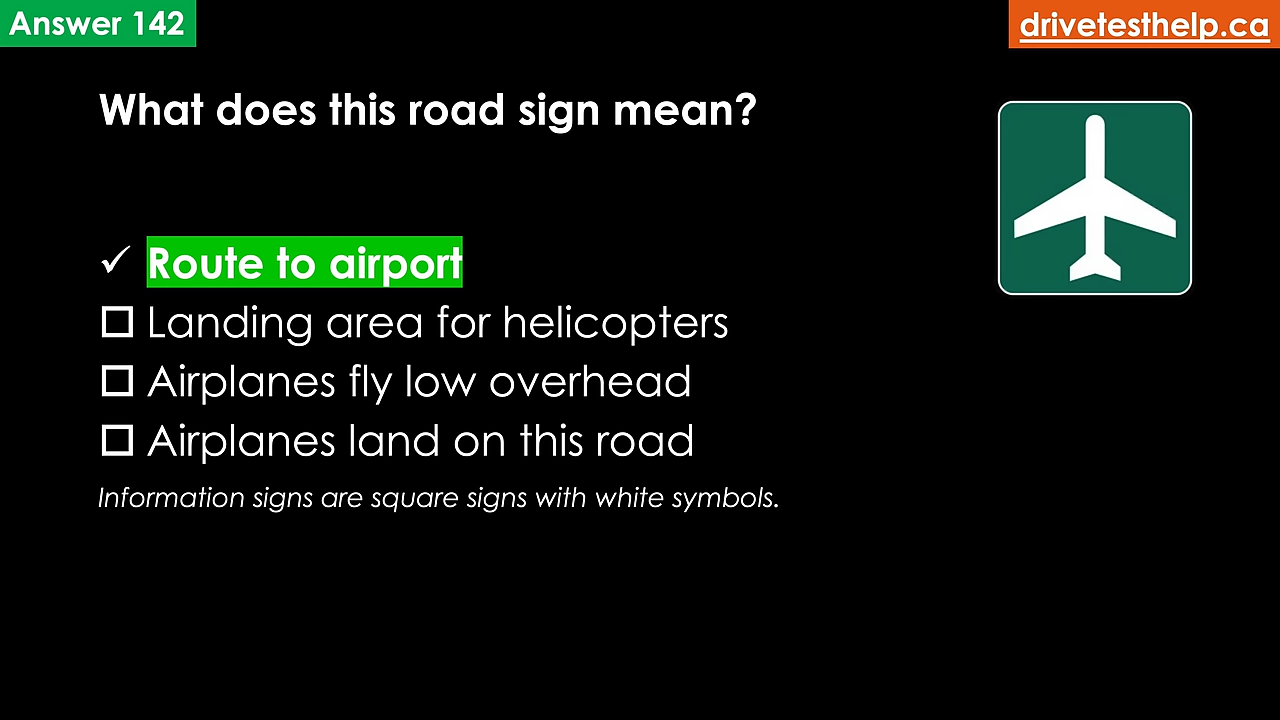 Answer 142
drivetesthelp.ca
What does this road sign mean?
Route to airport
Landing area for helicopters
Airplanes fly low overhead
Airplanes land on this road
Information signs are square signs with white symbols.